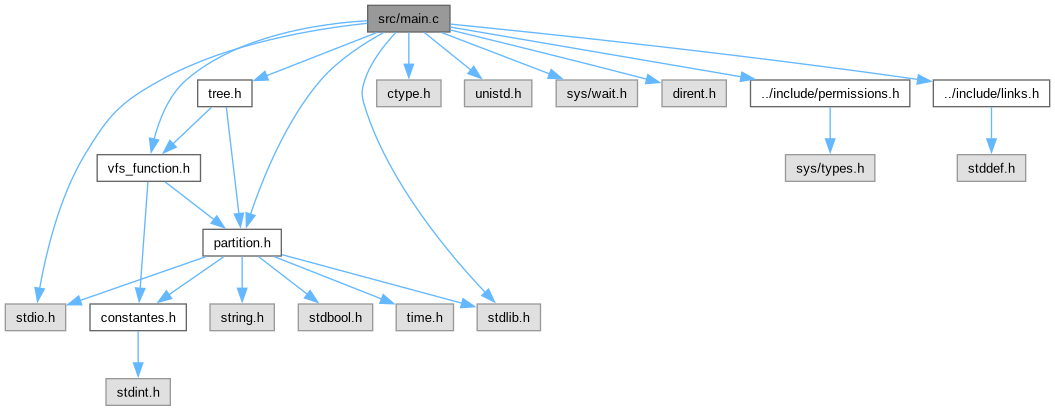 src/main.c
tree.h
ctype.h
unistd.h
sys/wait.h
dirent.h
../include/permissions.h
../include/links.h
vfs_function.h
sys/types.h
stddef.h
partition.h
stdio.h
constantes.h
string.h
stdbool.h
time.h
stdlib.h
stdint.h